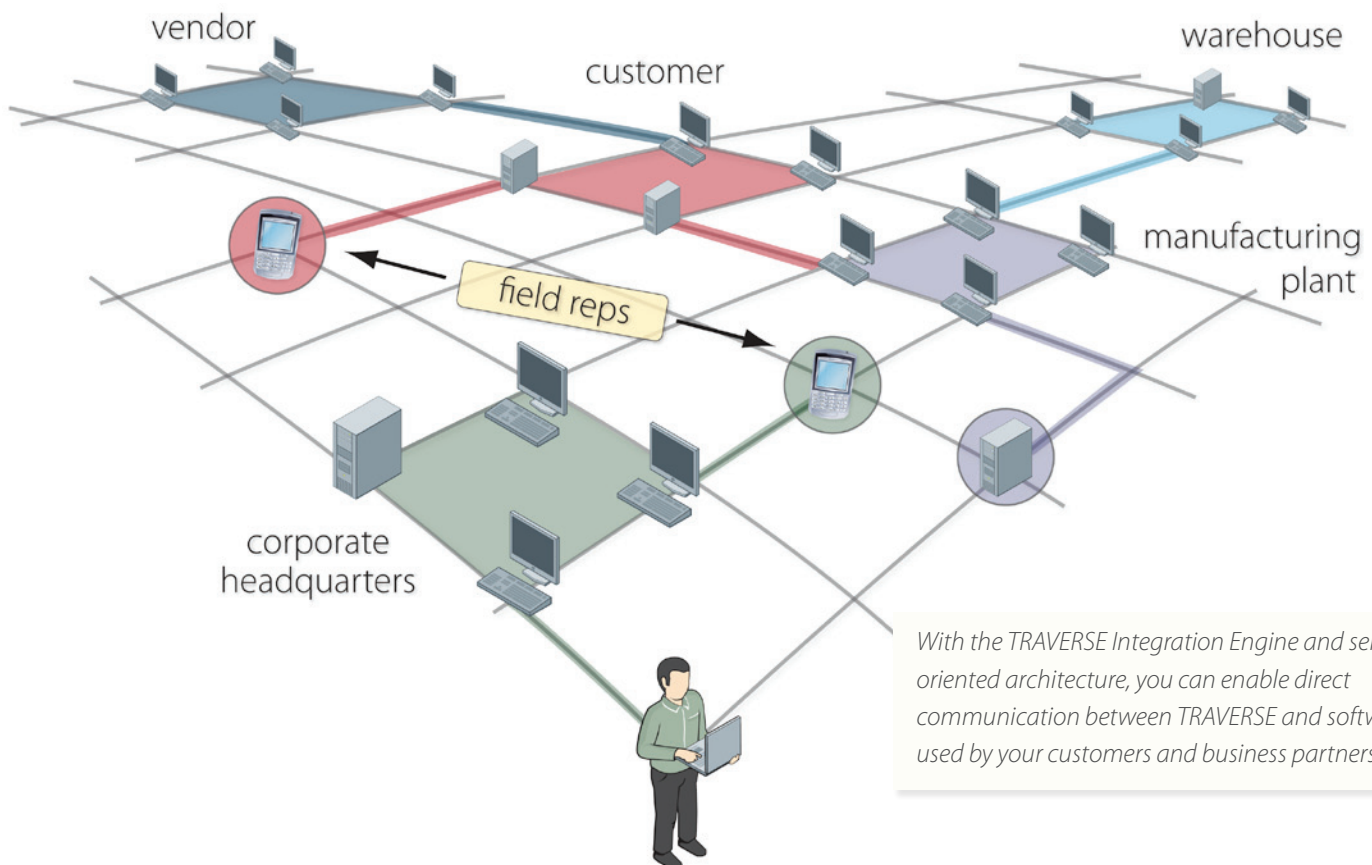 vendor
customer
warehouse
manufacturing
plant
field reps
corporate
headquarters
With the TRAVERSE Integration Engine and
oriented architecture, you can enable direct
communication between TRAVERSE and
used by your customers and business partners